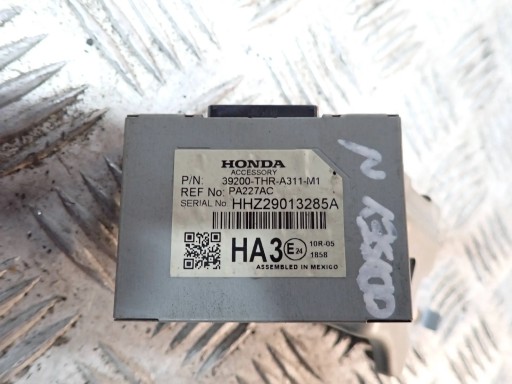 HONDA
ACCESSORY
P/N: 39200-THR-A311-M1
REF No: PA227AC
SERIAL No HHZ29013285A
HA3 E24 10R-05
1858
ASSEMBLED IN MEXICO